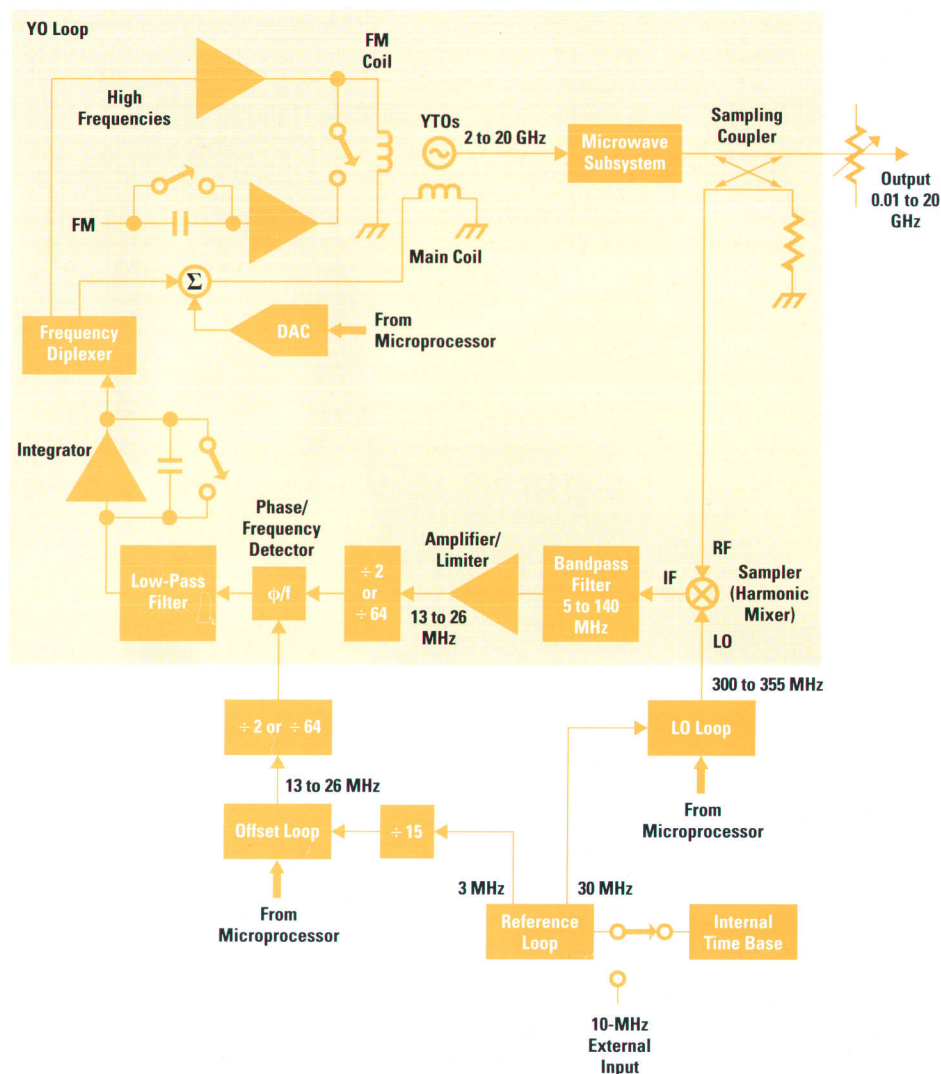 YO Loop
FM
Coil
High
Frequencies
YTOs
2 to 20 GHz
Microwave
Subsystem
Sampling
Coupler
Output
0.01 to 20
GHz
FM
Main Coil
Σ
DAC
From
Microprocessor
Frequency
Diplexer
Integrator
Phase/
Frequency
Detector
Amplifier/
Limiter
Low-Pass
Filter
ϕ/f
÷ 2
or
÷ 64
13 to 26
MHz
Bandpass
Filter
5 to 140
MHz
IF
RF
Sampler
(Harmonic
Mixer)
LO
300 to 355 MHz
÷ 2 or ÷ 64
LO Loop
13 to 26 MHz
From
Microprocessor
Offset Loop
÷ 15
From
Microprocessor
3 MHz
30 MHz
Reference
Loop
Internal
Time Base
10-MHz
External
Input